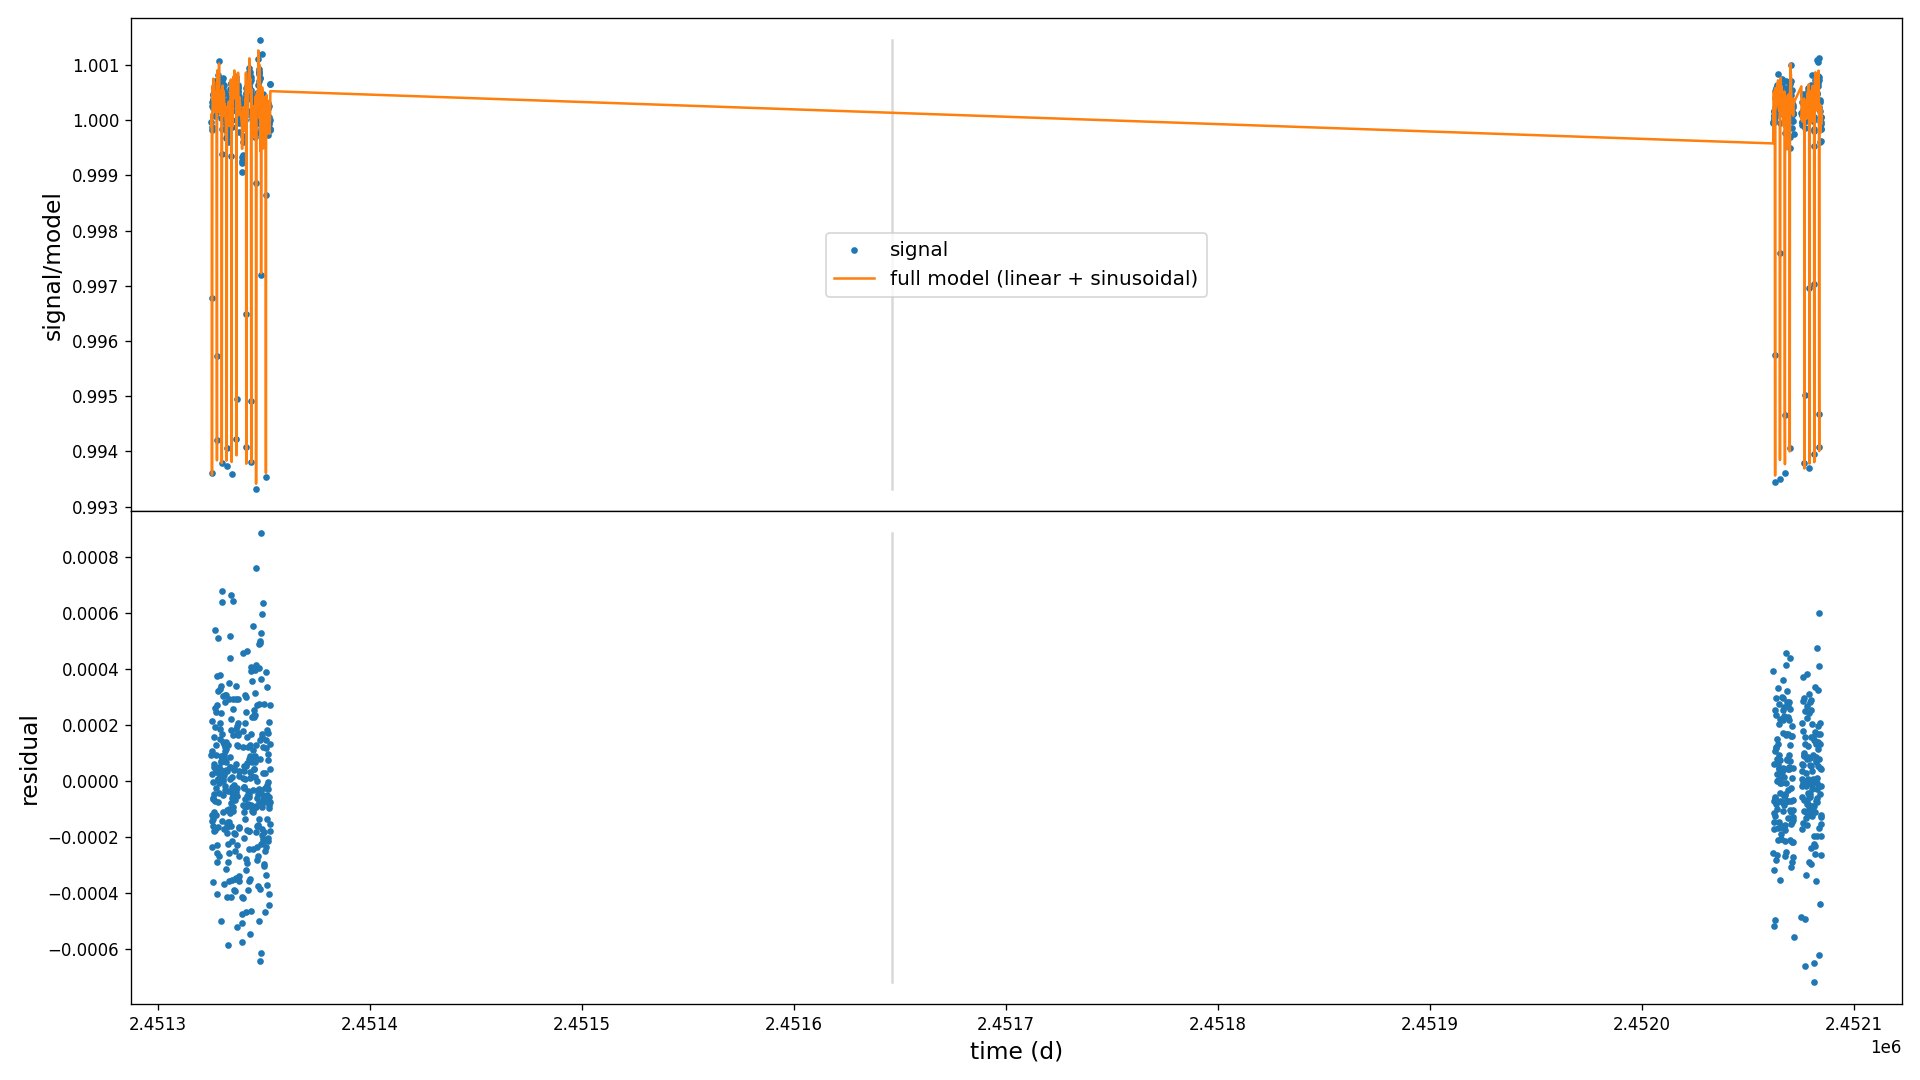 1.001
1.000
0.999
0.998
0.997
0.996
0.995
0.994
0.993
signal/model
signal
full model (linear + sinusoidal)
0.0008
0.0006
0.0004
0.0002
0.0000
−0.0002
−0.0004
−0.0006
residual
2.4513 2.4514 2.4515 2.4516 2.4517 2.4518 2.4519 2.4520 2.4521
1e6
time (d)